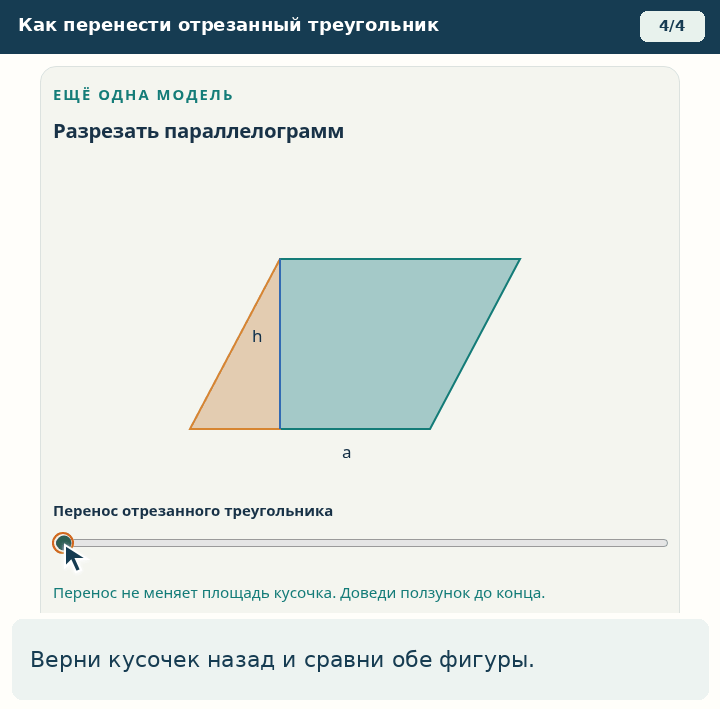 Как перенести отрезанный треугольник
4/4
ЕЩЁ ОДНА МОДЕЛЬ
Разрезать параллелограмм
h
a
Перенос отрезанного треугольника
Перенос не меняет площадь кусочка. Доведи ползунок до конца.
Верни кусочек назад и сравни обе фигуры.